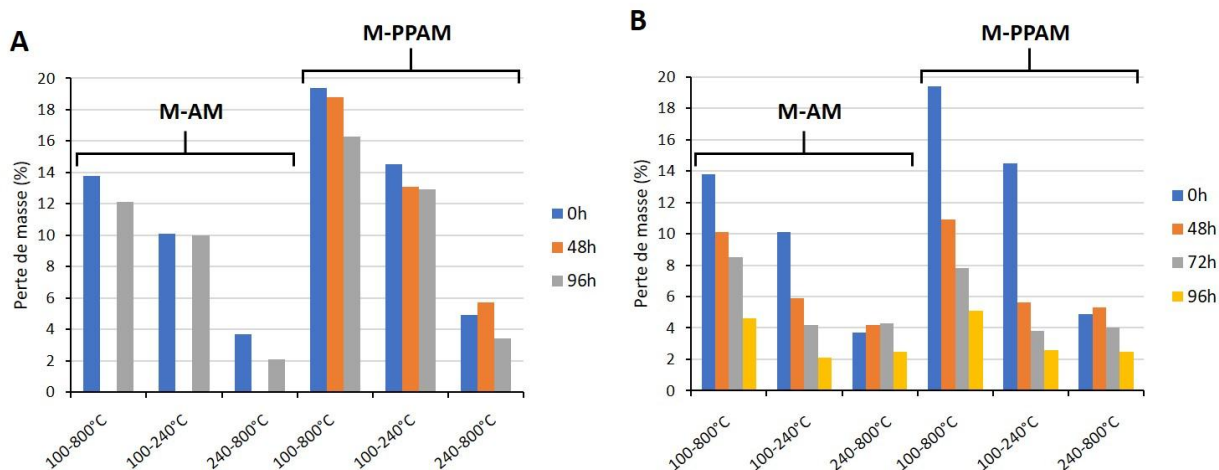 A
M-PPAM
M-AM
Perte de masse (%)
20
18
16
14
12
10
8
6
4
2
0
100-800°C
100-240°C
240-800°C
100-800°C
100-240°C
240-800°C
0h
48h
96h
B
M-PPAM
M-AM
Perte de masse (%)
20
18
16
14
12
10
8
6
4
2
0
100-800°C
100-240°C
240-800°C
100-800°C
100-240°C
240-800°C
0h
48h
72h
96h